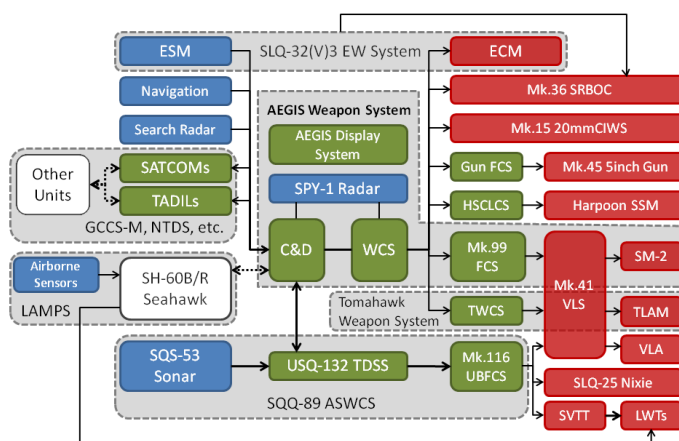 ESM
SLQ-32(V)3 EW System
ECM
Navigation
Mk.36 SRBOC
AEGIS Weapon System
Search Radar
Mk.15 20mmCIWS
AEGIS Display
System
Other
Units
SATCOMs
Gun FCS
Mk.45 5inch Gun
TADILs
SPY-1 Radar
HSCLCS
Harpoon SSM
GCCS-M, NTDS, etc.
C&D
WCS
Mk.99
FCS
SM-2
Airborne
Sensors
SH-60B/R
Seahawk
LAMPS
Mk.41
VLS
Tomahawk
Weapon System
TWCS
TLAM
SQS-53
Sonar
USQ-132 TDSS
Mk.116
UBFCS
VLA
SLQ-25 Nixie
SQQ-89 ASWCS
SVTT
LWTs